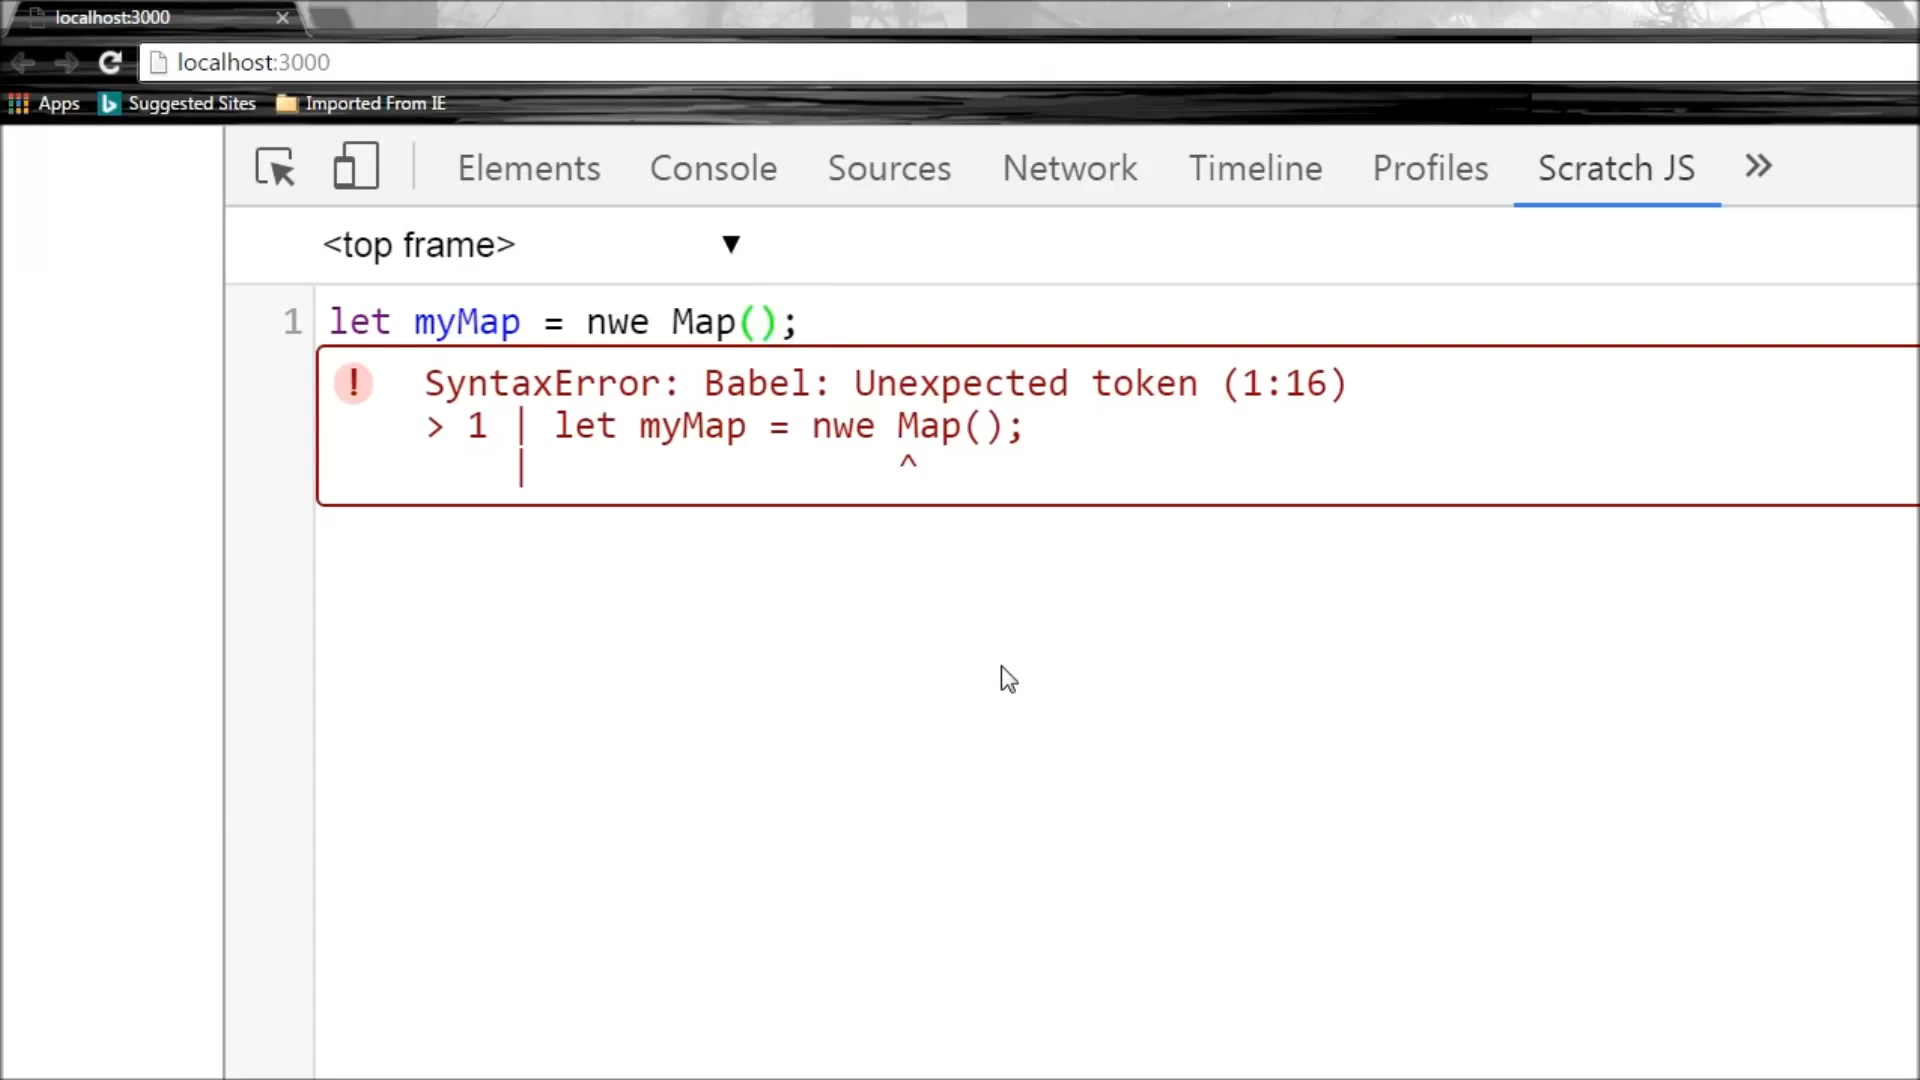 localhost:3000
localhost:3000
Apps Suggested Sites Imported From IE
Elements Console Sources Network Timeline Profiles Scratch JS »
<top frame> ▼
1 let myMap = nwe Map();
! SyntaxError: Babel: Unexpected token (1:16)
> 1 | let myMap = nwe Map();
| ^